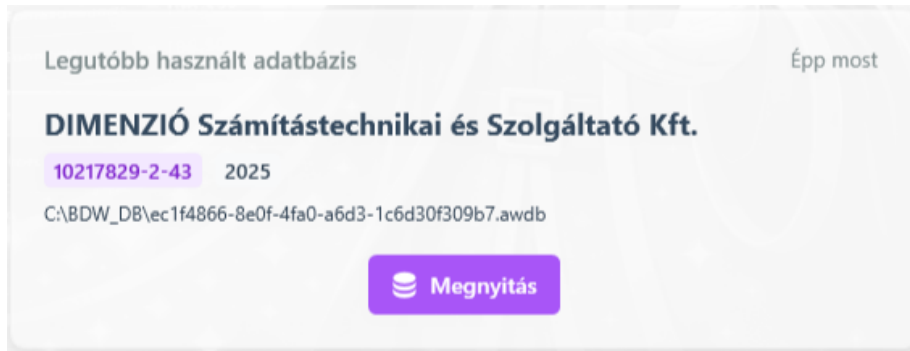 Legutóbb használt adatbázis Épp most
DIMENZIÓ Számítástechnikai és Szolgáltató Kft.
10217829-2-43 2025
C:\BDW_DB\ec1f4866-8e0f-4fa0-a6d3-1c6d30f309b7.awdb
Megnyitás